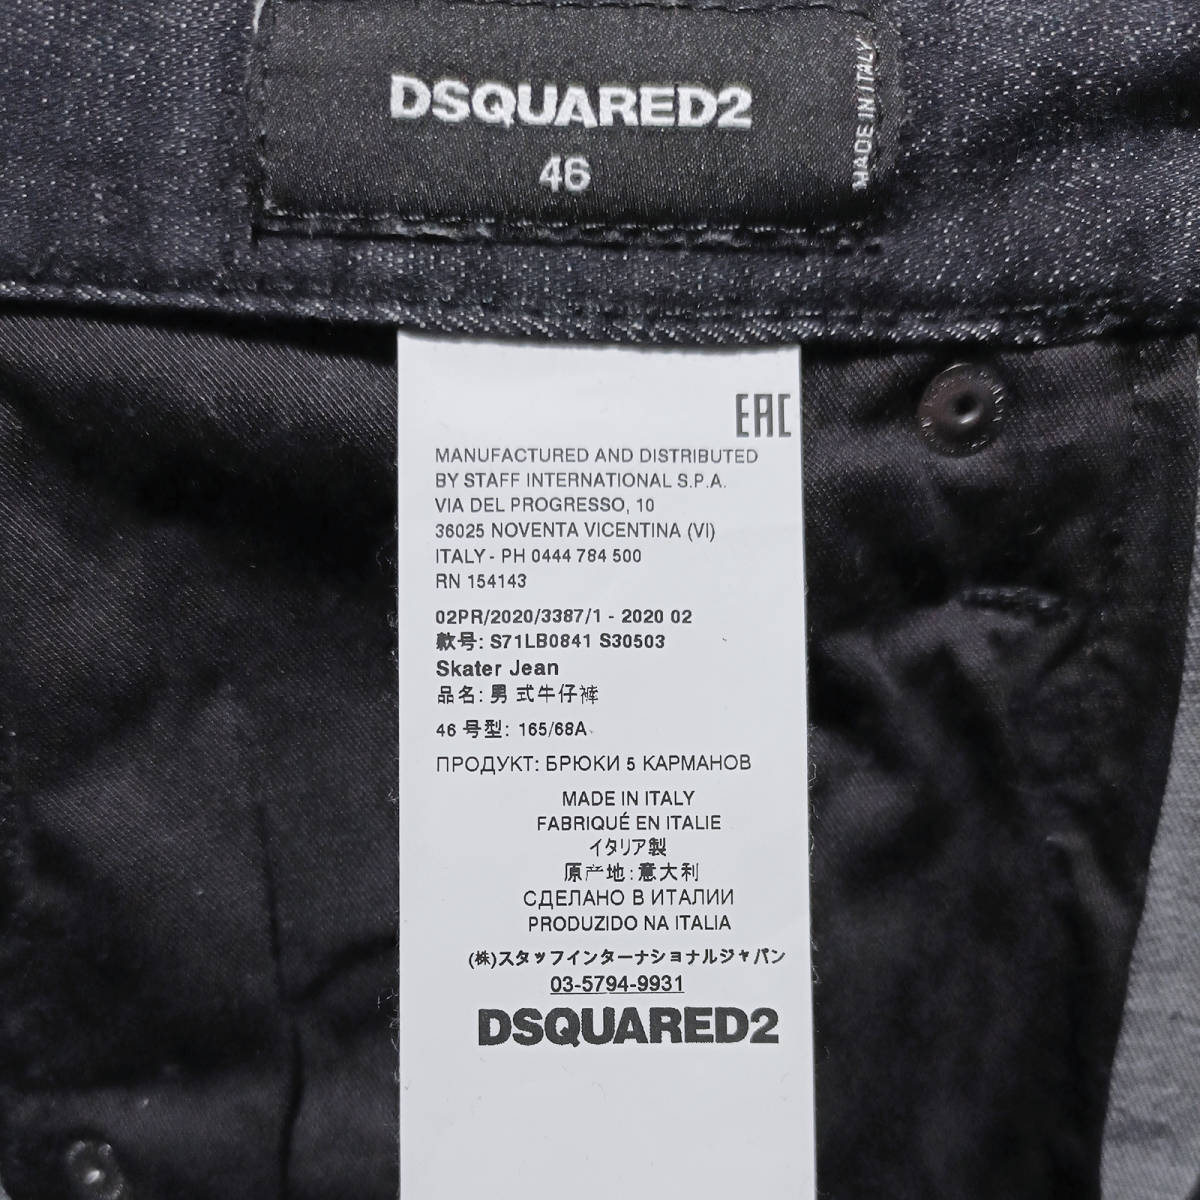 DSQUARED2
46
MADE IN ITALY
EAC
MANUFACTURED AND DISTRIBUTED
BY STAFF INTERNATIONAL S.P.A.
VIA DEL PROGRESSO, 10
36025 NOVENTA VICENTINA (VI)
ITALY - PH 0444 784 500
RN 154143
02PR/2020/3387/1 - 2020 02
款号: S71LB0841 S30503
Skater Jean
品名: 男 式牛仔裤
46 号型: 165/68A
ПРОДУКТ: БРЮКИ 5 КАРМАНОВ
MADE IN ITALY
FABRIQUÉ EN ITALIE
イタリア製
原产地: 意大利
СДЕЛАНО В ИТАЛИИ
PRODUZIDO NA ITALIA
(株)スタッフインターナショナルジャパン
03-5794-9931
DSQUARED2